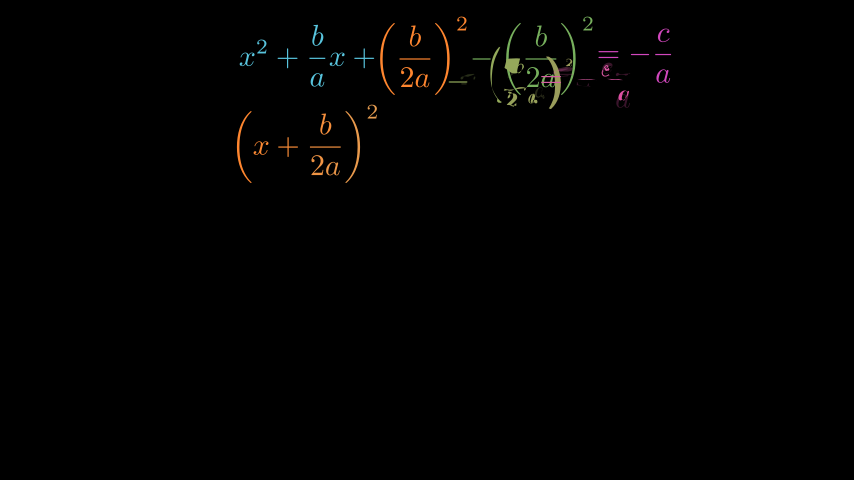 x² + b/a x + (b/2a)² − (b/2a)² = − c/a
(x + b/2a)²